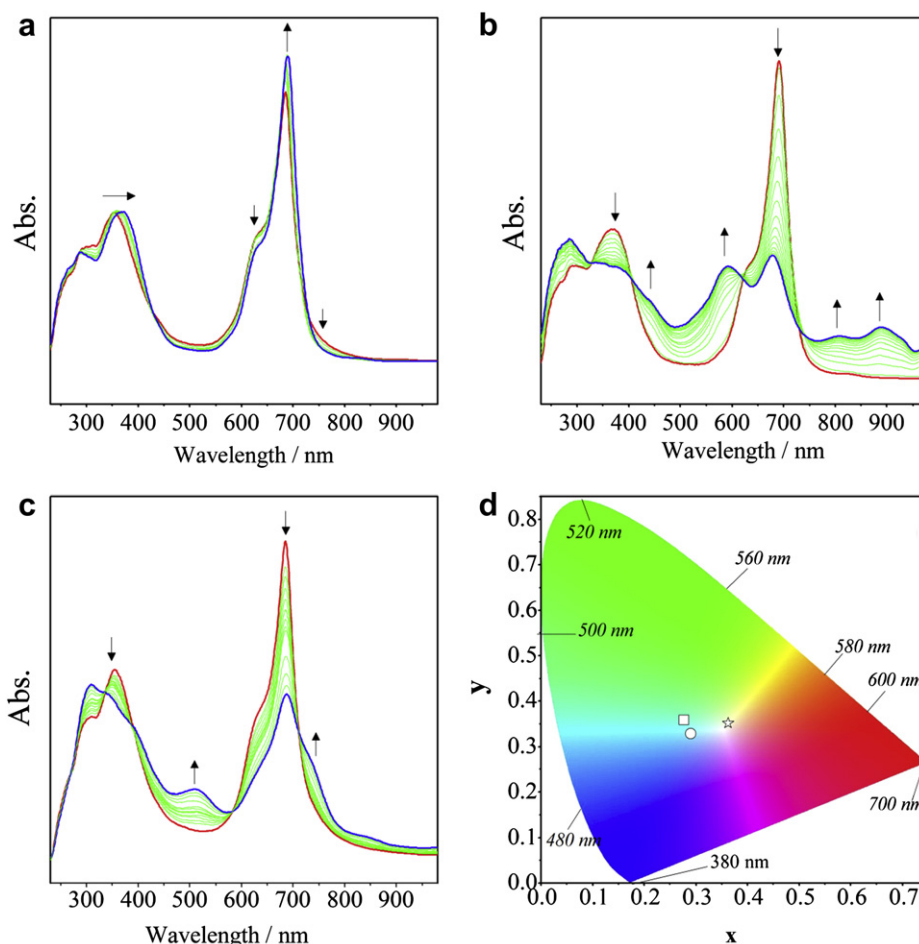 a
Abs.
300 400 500 600 700 800 900
Wavelength / nm
b
Abs.
300 400 500 600 700 800 900
Wavelength / nm
c
Abs.
300 400 500 600 700 800 900
Wavelength / nm
d
y
0.8
0.7
0.6
0.5
0.4
0.3
0.2
0.1
0.0
520 nm
560 nm
500 nm
580 nm
600 nm
700 nm
480 nm
380 nm
0.0 0.1 0.2 0.3 0.4 0.5 0.6 0.7
x